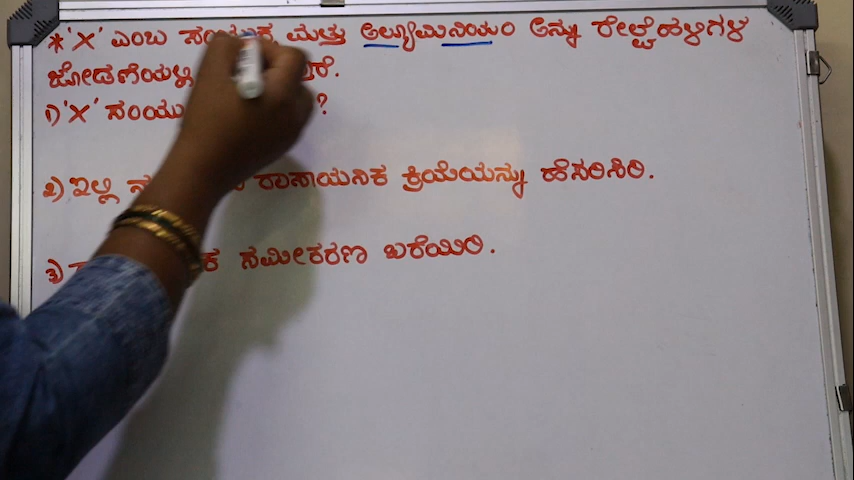 * 'X' ಎಂಬ ಮತ್ತು ಅಲ್ಯೂಮಿನಿಯಂ ಅನ್ನು ರೇಲ್ವೆಹಳಿಗಳ
ಜೋಡಣೆಯಲ್ಲಿ
೧) 'X' ?
೨) ಇಲ್ಲಿ ರಾಸಾಯನಿಕ ಕ್ರಿಯೆಯನ್ನು ಹೆಸರಿಸಿರಿ.
೩) ಸಮೀಕರಣ ಬರೆಯಿರಿ.